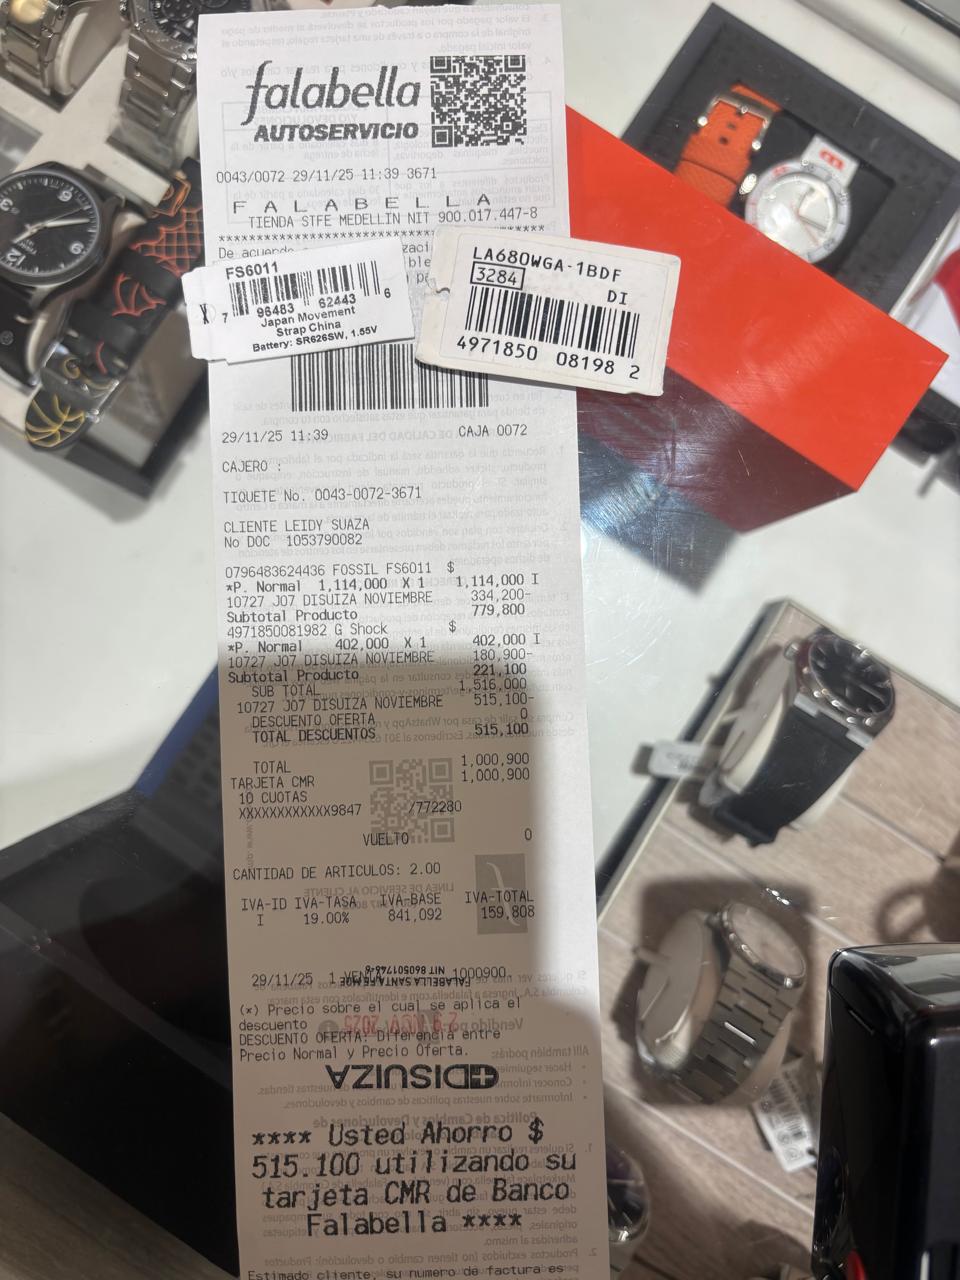 falabella
AUTOSERVICIO
0043/0072 29/11/25 11:39 3671
F A L A B E L L A
TIENDA STFE MEDELLIN NIT 900.017.447-8
****************************************
De acuerdo
FS6011
7 96483 62443 6
Japan Movement
Strap China
Battery: SR626SW, 1.55V
LA680WGA-1BDF
3284
DI
4971850 08198 2
29/11/25 11:39 CAJA 0072
CAJERO :
TIQUETE No. 0043-0072-3671
CLIENTE LEIDY SUAZA
No DOC 1053790082
0796483624436 FOSSIL FS6011 $
*P. Normal 1,114,000 X 1 1,114,000 I
10727 J07 DISUIZA NOVIEMBRE 334,200-
Subtotal Producto 779,800
4971850081982 G Shock $
*P. Normal 402,000 X 1 402,000 I
10727 J07 DISUIZA NOVIEMBRE 180,900-
Subtotal Producto 221,100
SUB TOTAL 1,516,000
10727 J07 DISUIZA NOVIEMBRE 515,100-
DESCUENTO OFERTA 0
TOTAL DESCUENTOS 515,100
TOTAL 1,000,900
TARJETA CMR 1,000,900
10 CUOTAS
XXXXXXXXXXXX9847 /772280
VUELTO 0
CANTIDAD DE ARTICULOS: 2.00
IVA-ID IVA-TASA IVA-BASE IVA-TOTAL
I 19.00% 841,092 159,808
29/11/25 1 1000900-
(*) Precio sobre el cual se aplica el
descuento
DESCUENTO OFERTA: Diferencia entre
Precio Normal y Precio Oferta.
DISUIZA
**** Usted Ahorro $
515.100 utilizando su
tarjeta CMR de Banco
Falabella ****
Estimado cliente, su numero de factura es